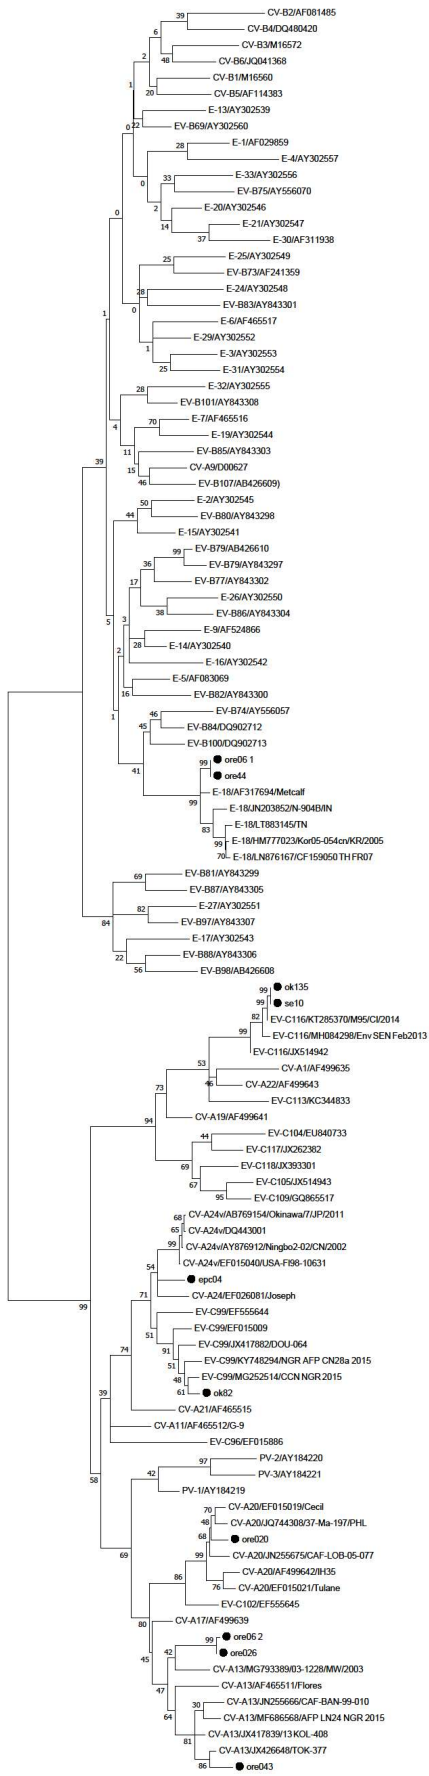 CV-B2/AF081485
39
CV-B4/DQ480420
6
CV-B3/M16572
2
48
CV-B6/JQ041368
CV-B1/M16560
1
20
CV-B5/AF114383
E-13/AY302539
0
22
EV-B69/AY302560
E-1/AF029859
28
E-4/AY302557
0
33
E-33/AY302556
EV-B75/AY556070
2
E-20/AY302546
0
14
E-21/AY302547
37
E-30/AF311938
E-25/AY302549
25
EV-B73/AF241359
28
E-24/AY302548
EV-B83/AY843301
0
E-6/AF465517
1
E-29/AY302552
1
E-3/AY302553
25
E-31/AY302554
E-32/AY302555
28
EV-B101/AY843308
4
E-7/AF465516
70
E-19/AY302544
11
EV-B85/AY843303
39
15
CV-A9/D00627
46
EV-B107/AB426609)
E-2/AY302545
50
EV-B80/AY843298
44
E-15/AY302541
EV-B79/AB426610
99
EV-B79/AY843297
36
EV-B77/AY843302
17
E-26/AY302550
38
EV-B86/AY843304
5
3
E-9/AF524866
28
E-14/AY302540
2
E-16/AY302542
E-5/AF083069
16
EV-B82/AY843300
1
EV-B74/AY556057
46
EV-B84/DQ902712
45
EV-B100/DQ902713
41
99
ore06 1
ore44
E-18/AF317694/Metcalf
99
E-18/JN203852/N-904B/IN
83
E-18/LT883145/TN
99
E-18/HM777023/Kor05-054cn/KR/2005
70
E-18/LN876167/CF159050 TH FR07
EV-B81/AY843299
69
EV-B87/AY843305
E-27/AY302551
82
EV-B97/AY843307
84
E-17/AY302543
22
EV-B88/AY843306
56
EV-B98/AB426608
ok135
99
se10
99
EV-C116/KT285370/M95/CI/2014
82
EV-C116/MH084298/Env SEN Feb2013
99
EV-C116/JX514942
53
CV-A1/AF499635
46
CV-A22/AF499643
73
EV-C113/KC344833
CV-A19/AF499641
94
EV-C104/EU840733
44
EV-C117/JX262382
69
EV-C118/JX393301
67
EV-C105/JX514943
95
EV-C109/GQ865517
68
CV-A24v/AB769154/Okinawa/7/JP/2011
65
CV-A24v/DQ443001
99
CV-A24v/AY876912/Ningbo2-02/CN/2002
CV-A24v/EF015040/USA-Fl98-10631
54
epc04
99
71
CV-A24/EF026081/Joseph
EV-C99/EF555644
51
EV-C99/EF015009
91
EV-C99/JX417882/DOU-064
51
EV-C99/KY748294/NGR AFP CN28a 2015
74
48
EV-C99/MG252514/CCN NGR 2015
61
ok82
39
CV-A21/AF465515
CV-A11/AF465512/G-9
EV-C96/EF015886
58
PV-2/AY184220
97
PV-3/AY184221
42
PV-1/AY184219
69
CV-A20/EF015019/Cecil
70
CV-A20/JQ744308/37-Ma-197/PHL
48
ore020
68
CV-A20/JN255675/CAF-LOB-05-077
99
CV-A20/AF499642/IH35
76
CV-A20/EF015021/Tulane
86
EV-C102/EF555645
80
CV-A17/AF499639
ore06 2
99
ore026
42
45
CV-A13/MG793389/03-1228/MW/2003
47
CV-A13/AF465511/Flores
30
CV-A13/JN255666/CAF-BAN-99-010
64
CV-A13/MF686568/AFP LN24 NGR 2015
81
CV-A13/JX417839/13 KOL-408
CV-A13/JX426648/TOK-377
86
ore043